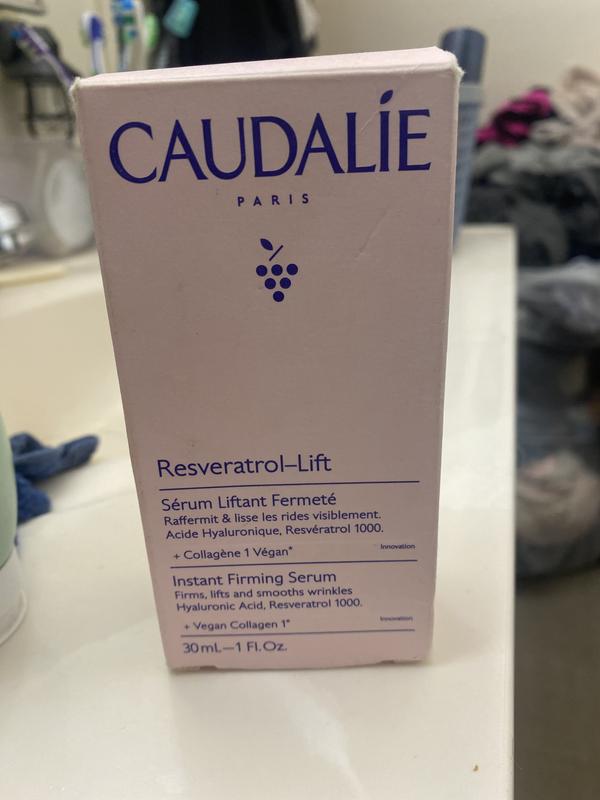 CAUDALÍE
PARIS
Resveratrol–Lift
Sérum Liftant Fermeté
Raffermit & lisse les rides visiblement.
Acide Hyaluronique, Resvératrol 1000.
+ Collagène 1 Végan*
Innovation
Instant Firming Serum
Firms, lifts and smooths wrinkles
Hyaluronic Acid, Resveratrol 1000.
+ Vegan Collagen 1*
Innovation
30 mL—1 Fl. Oz.